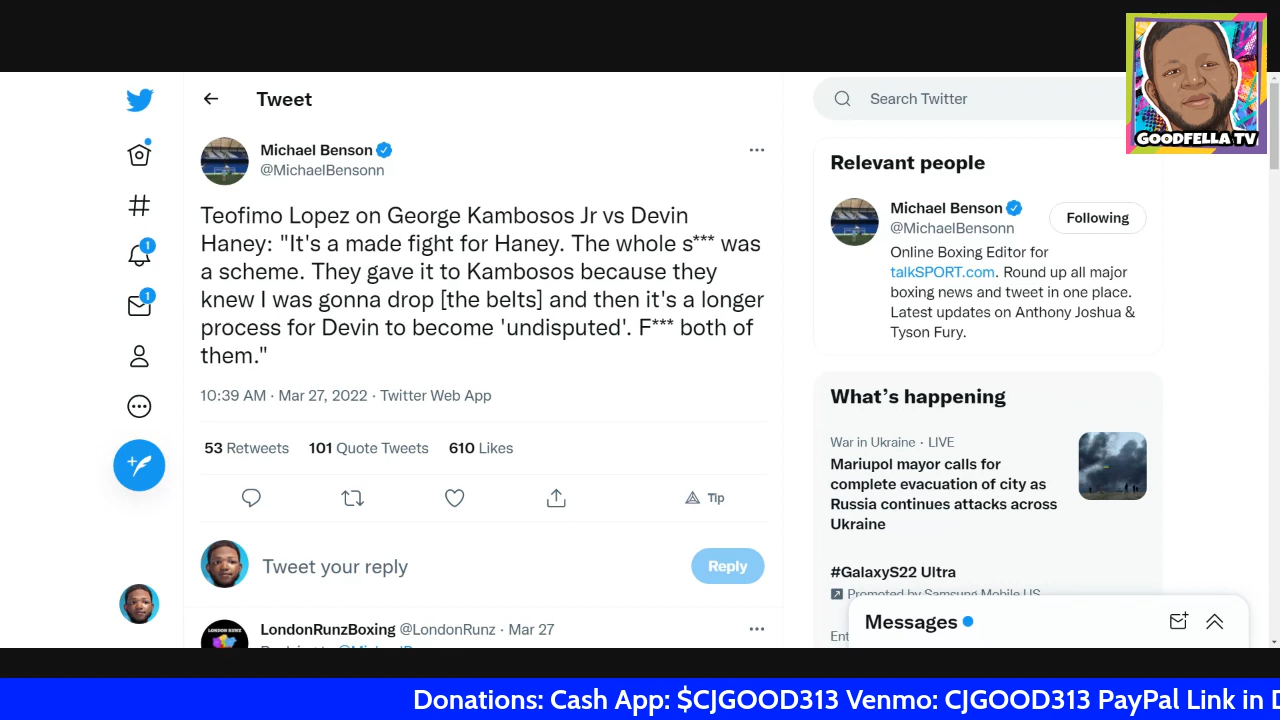 GOODFELLA TV
Tweet
Search Twitter
Michael Benson
@MichaelBensonn
Teofimo Lopez on George Kambosos Jr vs Devin
Haney: "It's a made fight for Haney. The whole s*** was
a scheme. They gave it to Kambosos because they
knew I was gonna drop [the belts] and then it's a longer
process for Devin to become 'undisputed'. F*** both of
them."
10:39 AM · Mar 27, 2022 · Twitter Web App
53 Retweets 101 Quote Tweets 610 Likes
Tip
Tweet your reply
Reply
LONDON RUNZ
LondonRunzBoxing @LondonRunz · Mar 27
1
1
Relevant people
Michael Benson
@MichaelBensonn
Following
Online Boxing Editor for
talkSPORT.com. Round up all major
boxing news and tweet in one place.
Latest updates on Anthony Joshua &
Tyson Fury.
What's happening
War in Ukraine · LIVE
Mariupol mayor calls for
complete evacuation of city as
Russia continues attacks across
Ukraine
#GalaxyS22 Ultra
Promoted by Samsung Mobile US
Ent
Messages
Donations: Cash App: $CJGOOD313 Venmo: CJGOOD313 PayPal Link in D